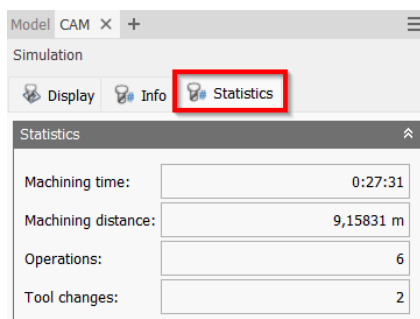 Model CAM × +
Simulation
Display Info Statistics
Statistics
Machining time: 0:27:31
Machining distance: 9,15831 m
Operations: 6
Tool changes: 2